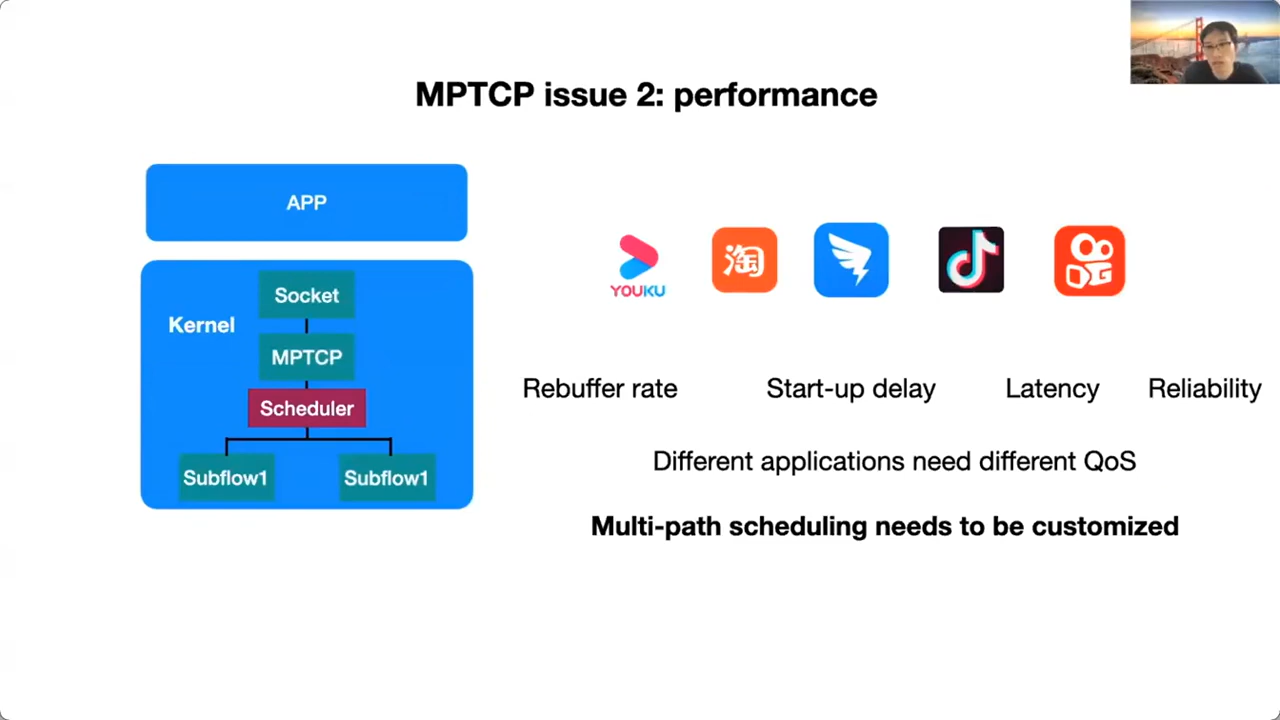 MPTCP issue 2: performance
APP
Kernel
Socket
MPTCP
Scheduler
Subflow1
Subflow1
YOUKU
淘
Rebuffer rate
Start-up delay
Latency
Reliability
Different applications need different QoS
Multi-path scheduling needs to be customized